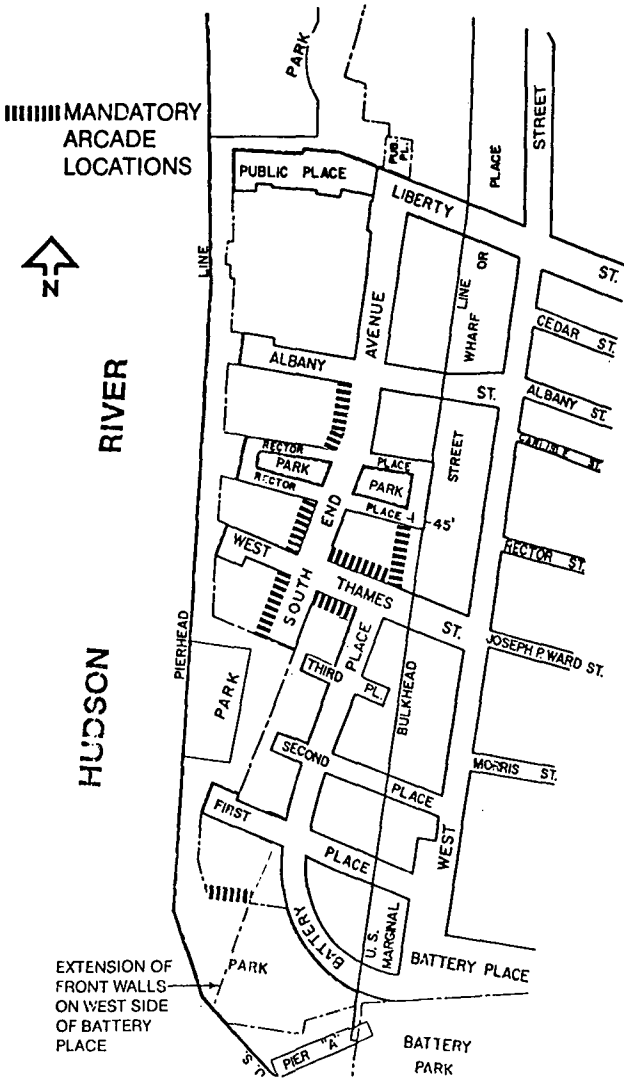 PARK
MANDATORY
ARCADE
LOCATIONS
STREET
PUB.
PL.
PLACE
PUBLIC PLACE
LIBERTY
ST.
N
LINE
LINE OR
WHARF
AVENUE
CEDAR ST.
ALBANY
ST.
ALBANY ST.
RIVER
CARLISLE ST.
RECTOR
PARK
RECTOR
PLACE
PARK
PLACE
45'
STREET
END
WEST
RECTOR ST.
SOUTH
THAMES
ST.
JOSEPH P. WARD ST.
PLACE
THIRD
PL.
PIERHEAD
PARK
BULKHEAD
HUDSON
SECOND
PLACE
MORRIS ST.
FIRST
PLACE
WEST
BATTERY
U.S.
MARGINAL
BATTERY PLACE
EXTENSION OF
FRONT WALLS
ON WEST SIDE
OF BATTERY
PLACE
PARK
U.S.
PIER "A"
BATTERY
PARK